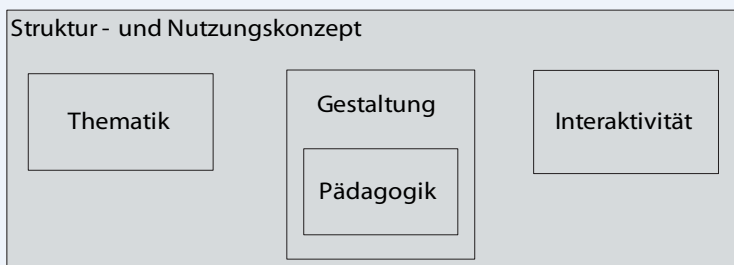 Struktur - und Nutzungskonzept
Thematik
Gestaltung
Pädagogik
Interaktivität